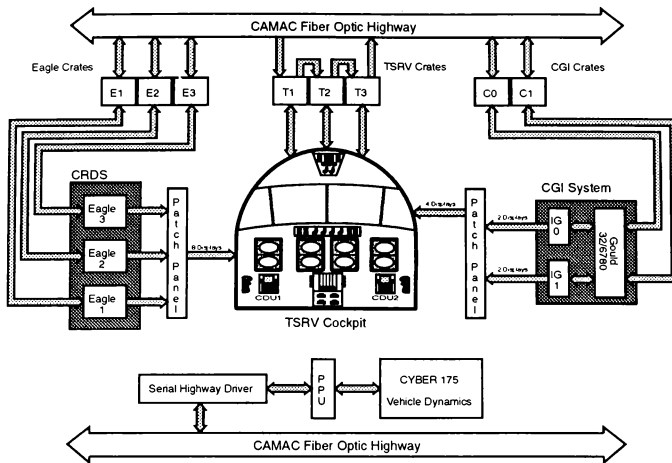 CAMAC Fiber Optic Highway
Eagle Crates
TSRV Crates
CGI Crates
E1 E2 E3
T1 T2 T3
C0 C1
CRDS
Eagle 3
Eagle 2
Eagle 1
Patch Panel
8 Displays
CDU1
CDU2
TSRV Cockpit
4 Displays
Patch Panel
2 Displays
2 Displays
CGI System
IG 0
IG 1
Gould 32/6780
Serial Highway Driver
PPU
CYBER 175
Vehicle Dynamics
CAMAC Fiber Optic Highway